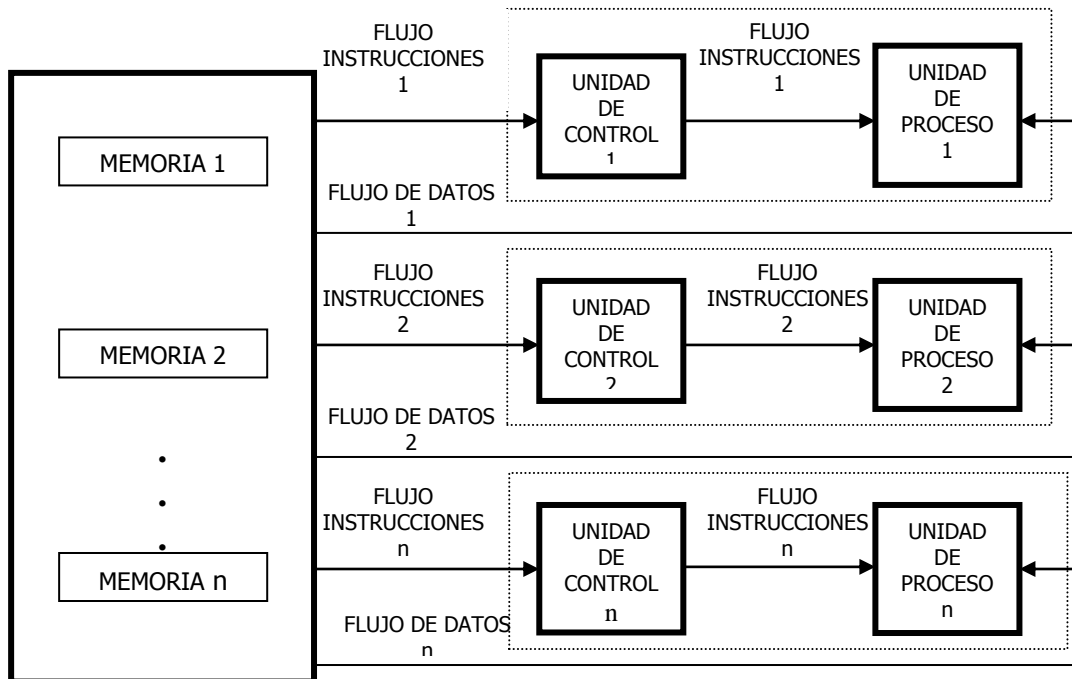 FLUJO
INSTRUCCIONES
1
FLUJO
INSTRUCCIONES
1
UNIDAD
DE
CONTROL
1
UNIDAD
DE
PROCESO
1
MEMORIA 1
FLUJO DE DATOS
1
FLUJO
INSTRUCCIONES
2
FLUJO
INSTRUCCIONES
2
UNIDAD
DE
CONTROL
2
UNIDAD
DE
PROCESO
2
MEMORIA 2
FLUJO DE DATOS
2
.
.
.
FLUJO
INSTRUCCIONES
n
FLUJO
INSTRUCCIONES
n
UNIDAD
DE
CONTROL
n
UNIDAD
DE
PROCESO
n
MEMORIA n
FLUJO DE DATOS
n